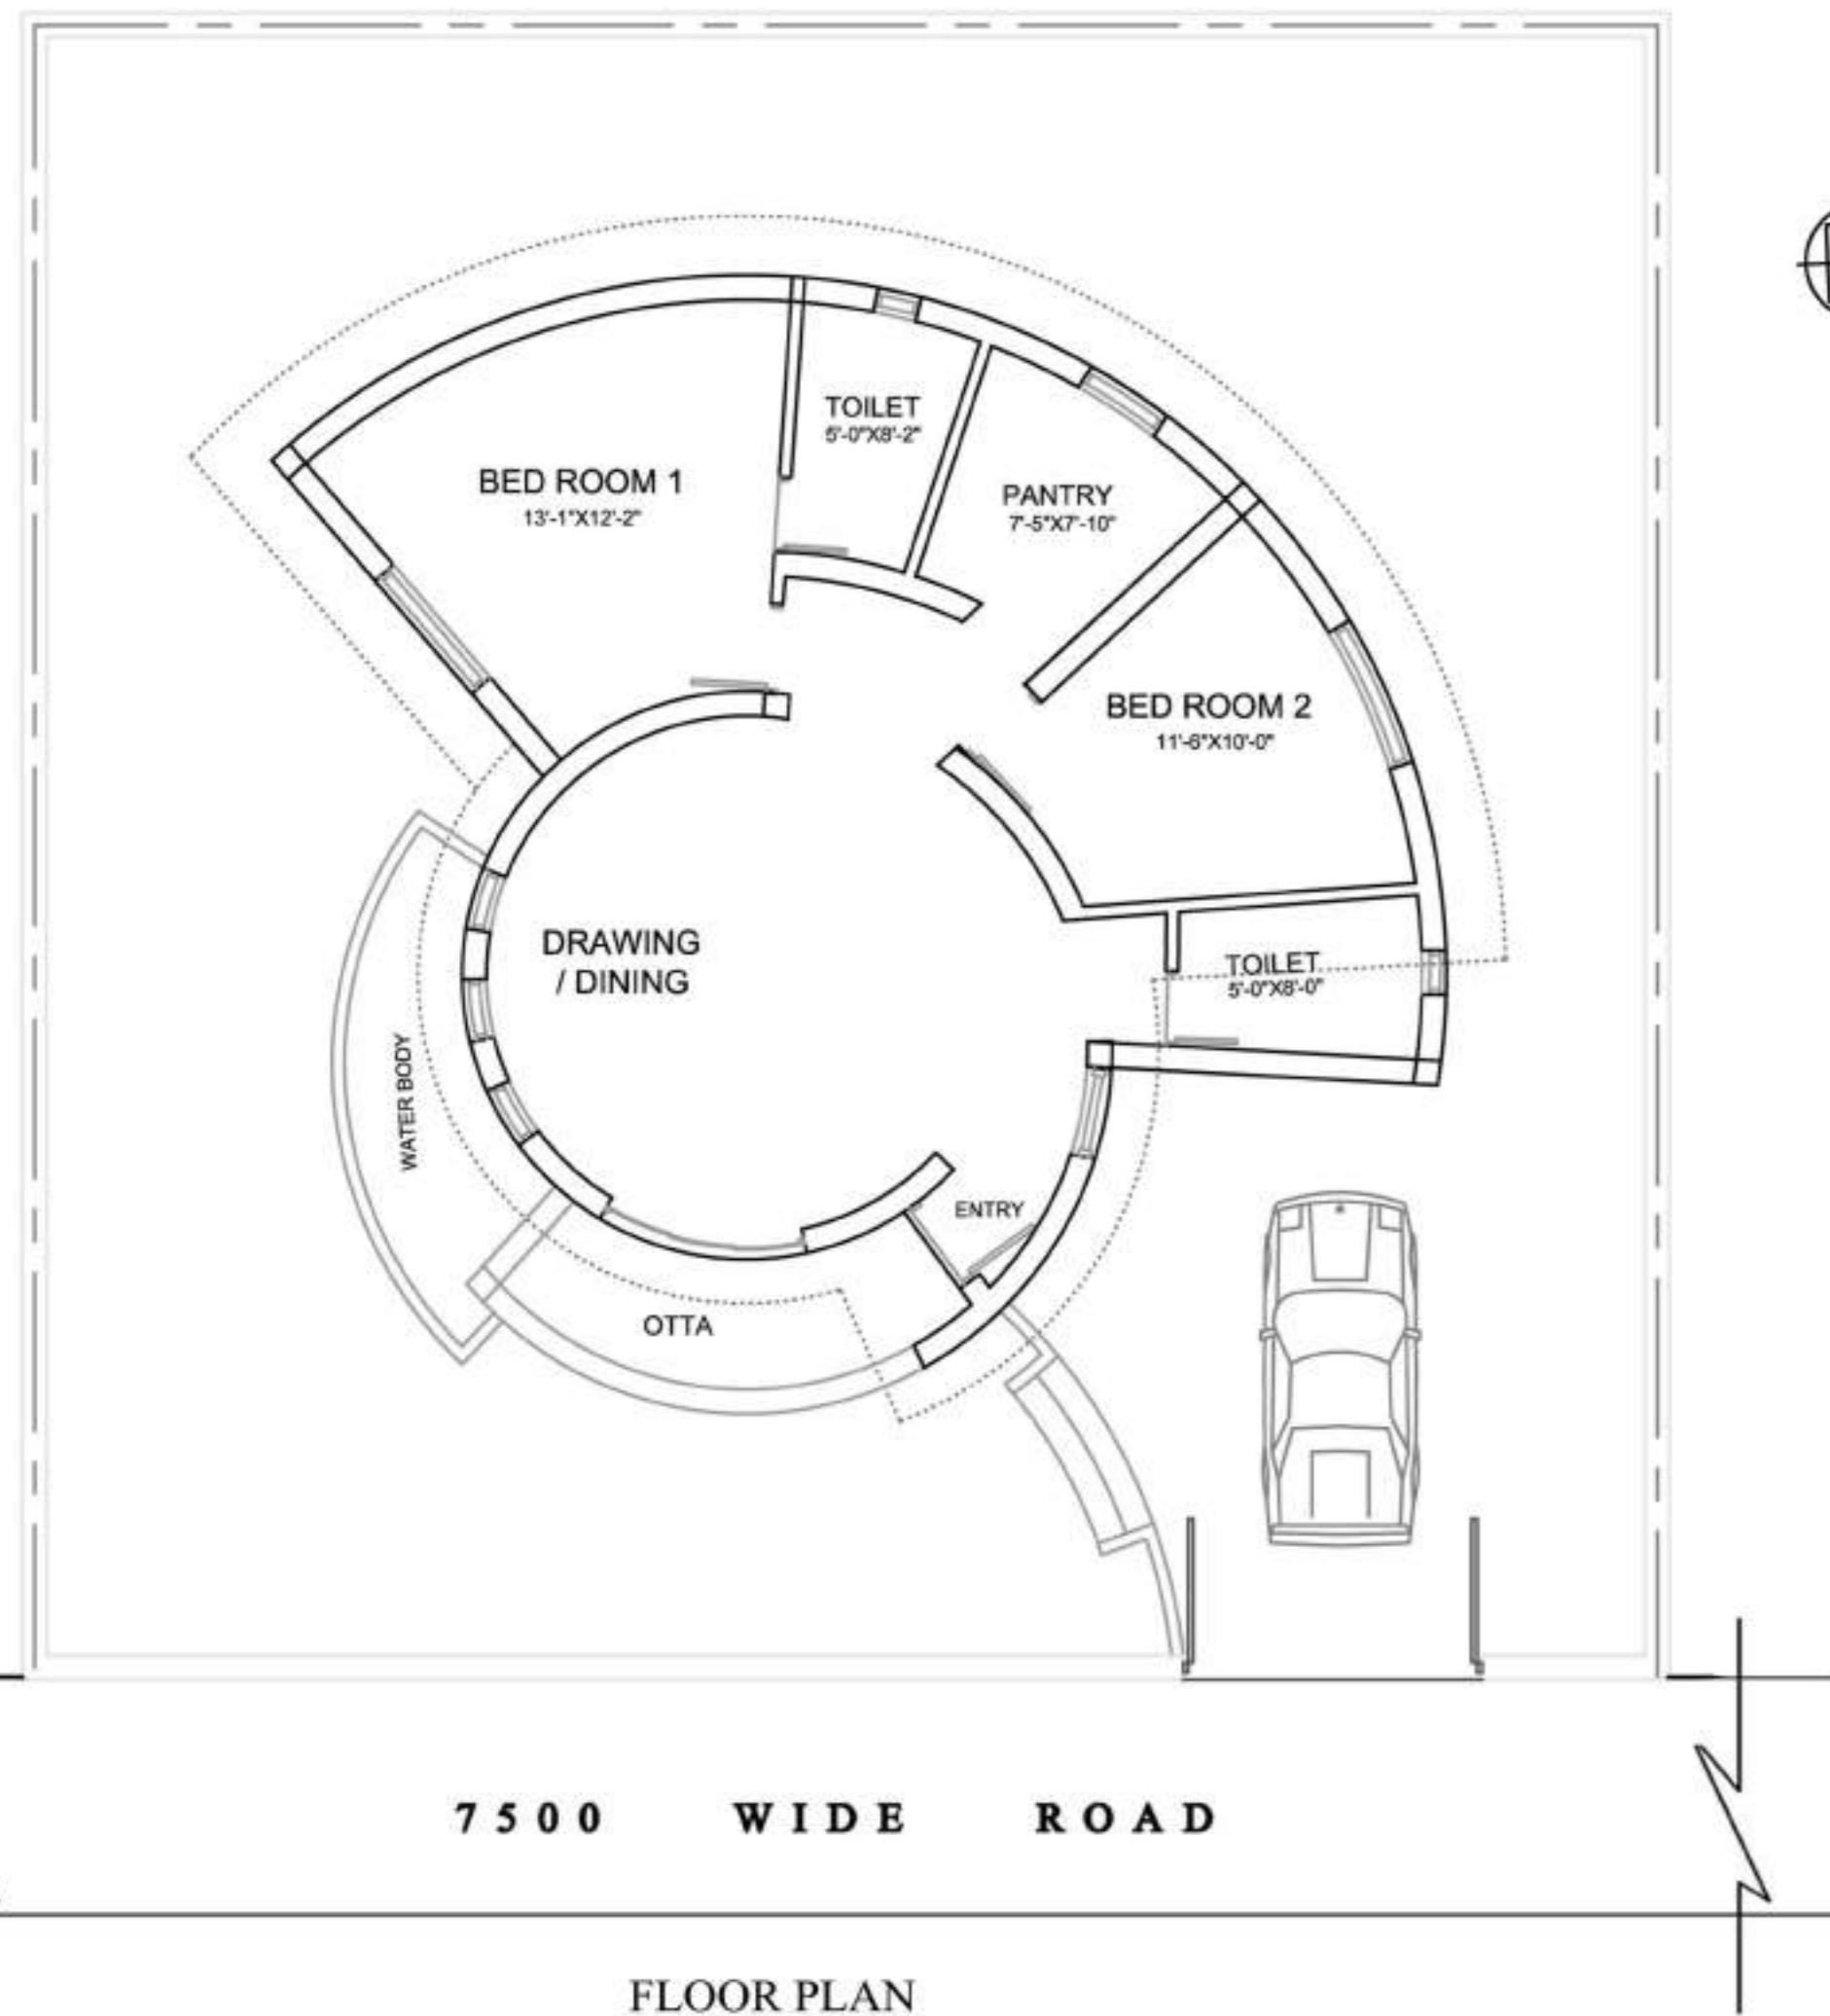 TOILET
5'-0"X8'-2"
BED ROOM 1
13'-1"X12'-2"
PANTRY
7'-5"X7'-10"
BED ROOM 2
11'-6"X10'-0"
DRAWING
/ DINING
TOILET
5'-0"X8'-0"
WATER BODY
ENTRY
OTTA
7500 WIDE ROAD
FLOOR PLAN